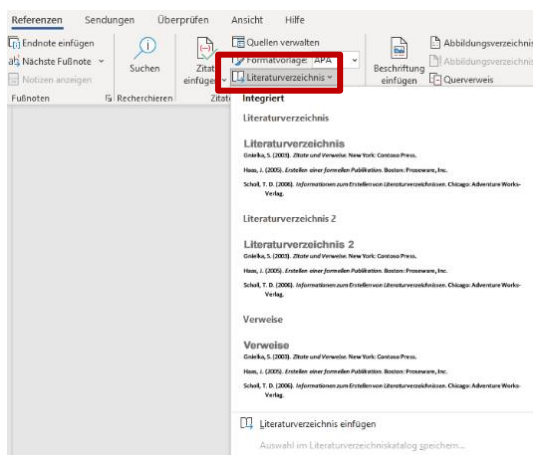 Referenzen Sendungen Überprüfen Ansicht Hilfe
Endnote einfügen
Nächste Fußnote
Notizen anzeigen
Fußnoten
Suchen
Recherchieren
Zitat
einfügen
Quellen verwalten
Formatvorlage: APA
Literaturverzeichnis
Zitate
Beschriftung
einfügen
Abbildungsverzeichnis
Abbildungsverzeichnis
Querverweis
Integriert
Literaturverzeichnis
Literaturverzeichnis
Gnielka, S. (2003). Zitate und Verweise. New York: Contoso Press.
Haas, J. (2005). Erstellen einer formellen Publikation. Boston: Proseware, Inc.
Scholl, T. D. (2006). Informationen zum Erstellen von Literaturverzeichnissen. Chicago: Adventure Works-
Verlag.
Literaturverzeichnis 2
Literaturverzeichnis 2
Gnielka, S. (2003). Zitate und Verweise. New York: Contoso Press.
Haas, J. (2005). Erstellen einer formellen Publikation. Boston: Proseware, Inc.
Scholl, T. D. (2006). Informationen zum Erstellen von Literaturverzeichnissen. Chicago: Adventure Works-
Verlag.
Verweise
Verweise
Gnielka, S. (2003). Zitate und Verweise. New York: Contoso Press.
Haas, J. (2005). Erstellen einer formellen Publikation. Boston: Proseware, Inc.
Scholl, T. D. (2006). Informationen zum Erstellen von Literaturverzeichnissen. Chicago: Adventure Works-
Verlag.
Literaturverzeichnis einfügen
Auswahl im Literaturverzeichniskatalog speichern...